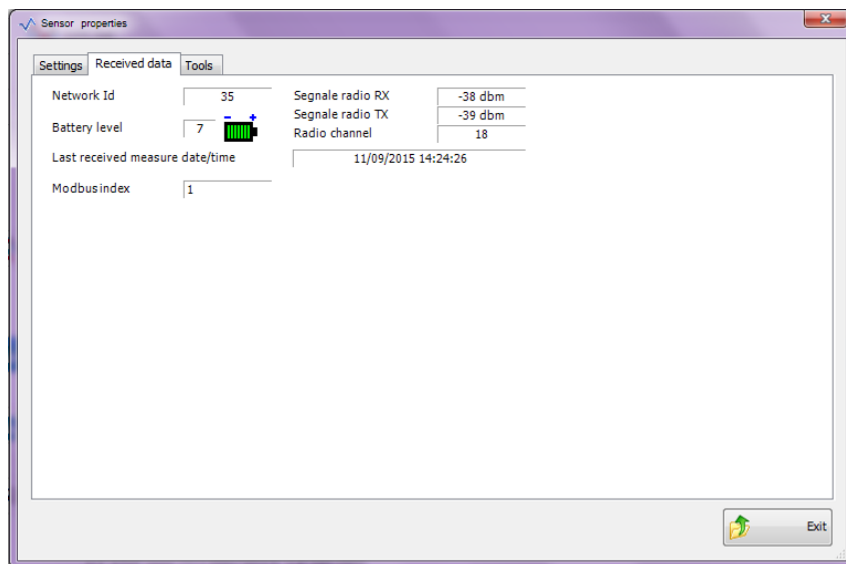 Sensor properties
Settings Received data Tools
Network Id 35 Segnale radio RX -38 dbm
Segnale radio TX -39 dbm
Battery level 7 - + Radio channel 18
Last received measure date/time 11/09/2015 14:24:26
Modbus index 1
Exit